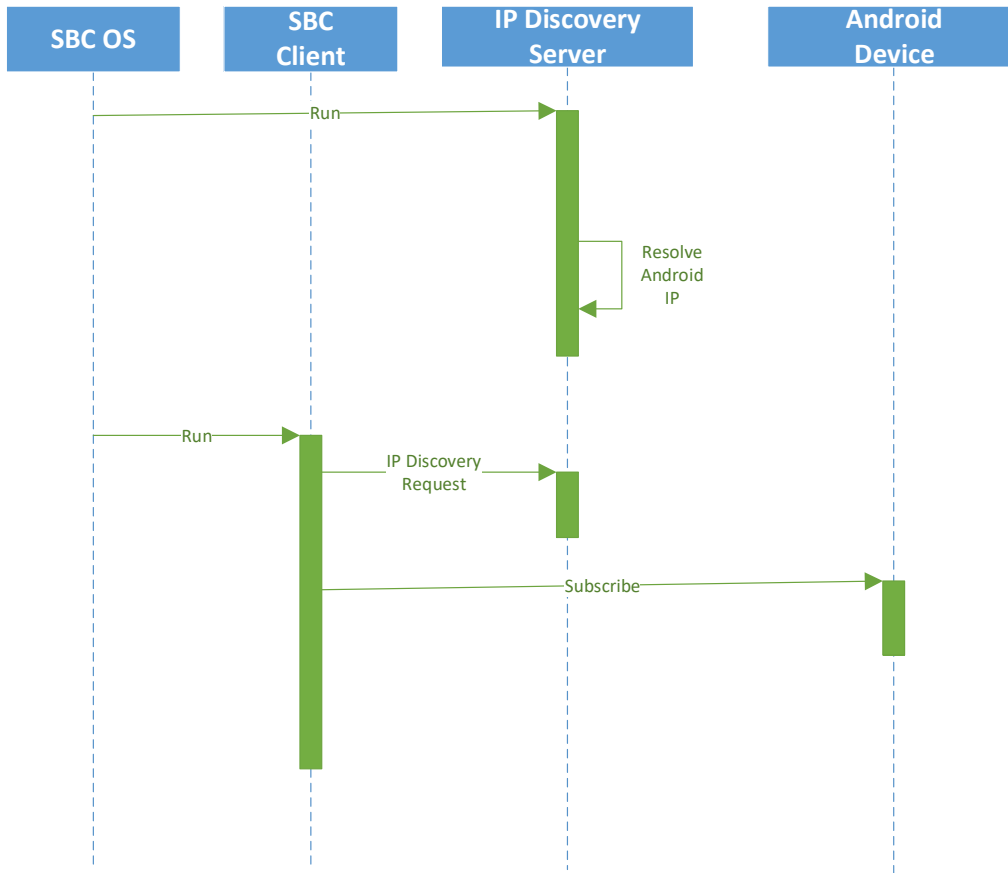 SBC OS
SBC
Client
IP Discovery
Server
Android
Device
Run
Resolve
Android
IP
Run
IP Discovery
Request
Subscribe